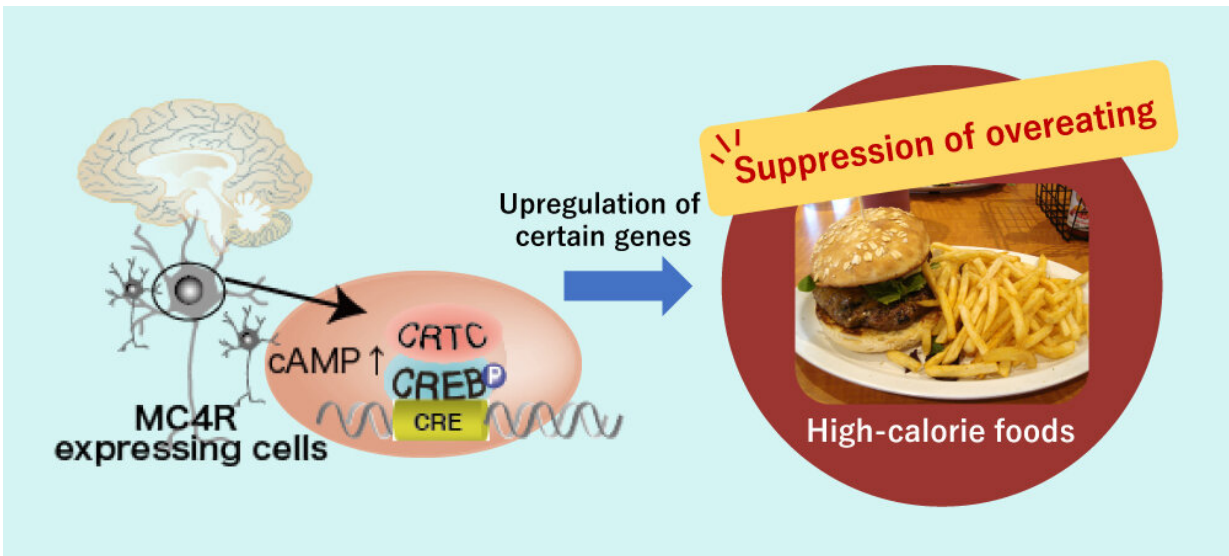 MC4R
expressing cells
cAMP ↑
CRTC
CREB
P
CRE
Upregulation of
certain genes
Suppression of overeating
High-calorie foods